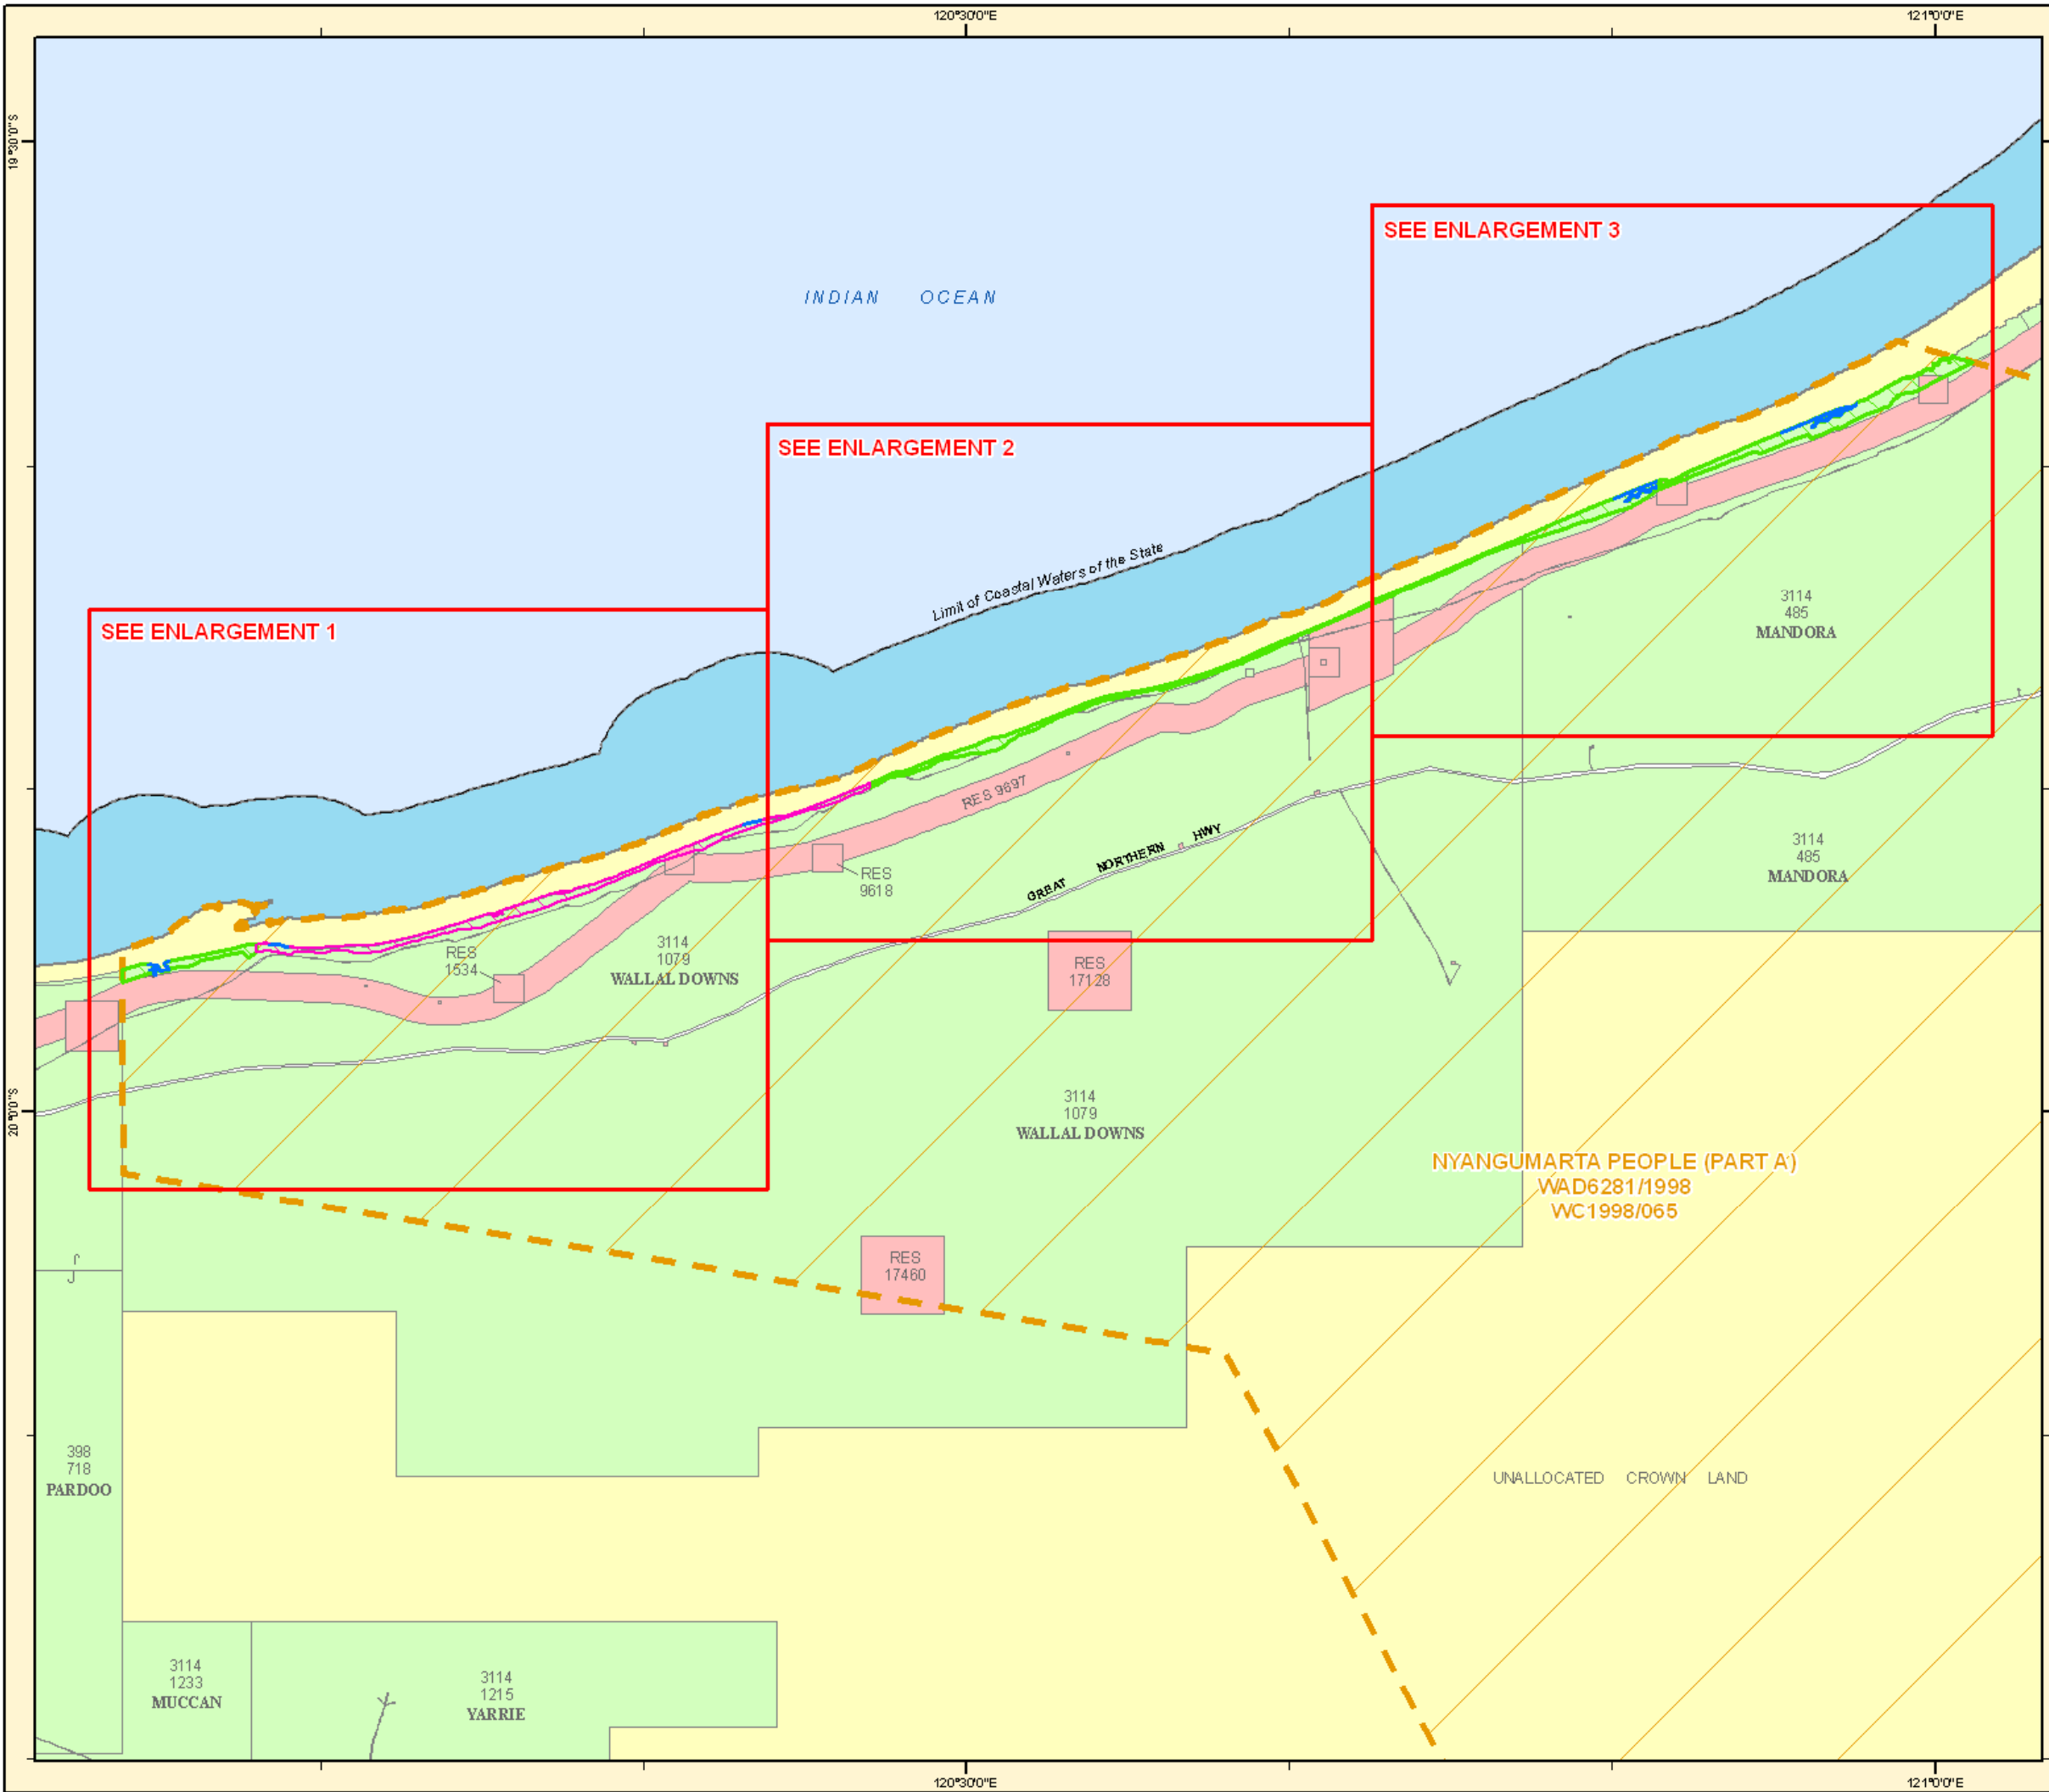 120°30'0"E
121°0'0"E
19°30'0"S
SEE ENLARGEMENT 3
INDIAN OCEAN
SEE ENLARGEMENT 2
Limit of Coastal Waters of the State
SEE ENLARGEMENT 1
3114
485
MANDORA
RES 9697
GREAT NORTHERN HWY
RES
9618
3114
485
MANDORA
RES
1534
3114
1079
WALLAL DOWNS
RES
17128
20°0'0"S
3114
1079
WALLAL DOWNS
NYANGUMARTA PEOPLE (PART A)
WAD6281/1998
WC1998/065
RES
17460
398
718
PARDOO
UNALLOCATED CROWN LAND
3114
1233
MUCCAN
3114
1215
YARRIE
120°30'0"E
121°0'0"E